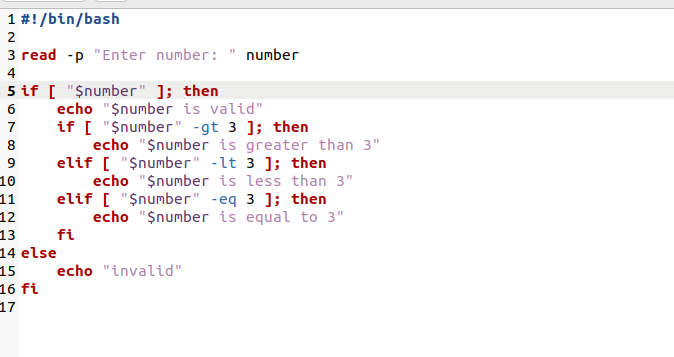 1 #!/bin/bash
2
3 read -p "Enter number: " number
4
5 if [ "$number" ]; then
6     echo "$number is valid"
7     if [ "$number" -gt 3 ]; then
8         echo "$number is greater than 3"
9     elif [ "$number" -lt 3 ]; then
10         echo "$number is less than 3"
11     elif [ "$number" -eq 3 ]; then
12         echo "$number is equal to 3"
13     fi
14 else
15     echo "invalid"
16 fi
17